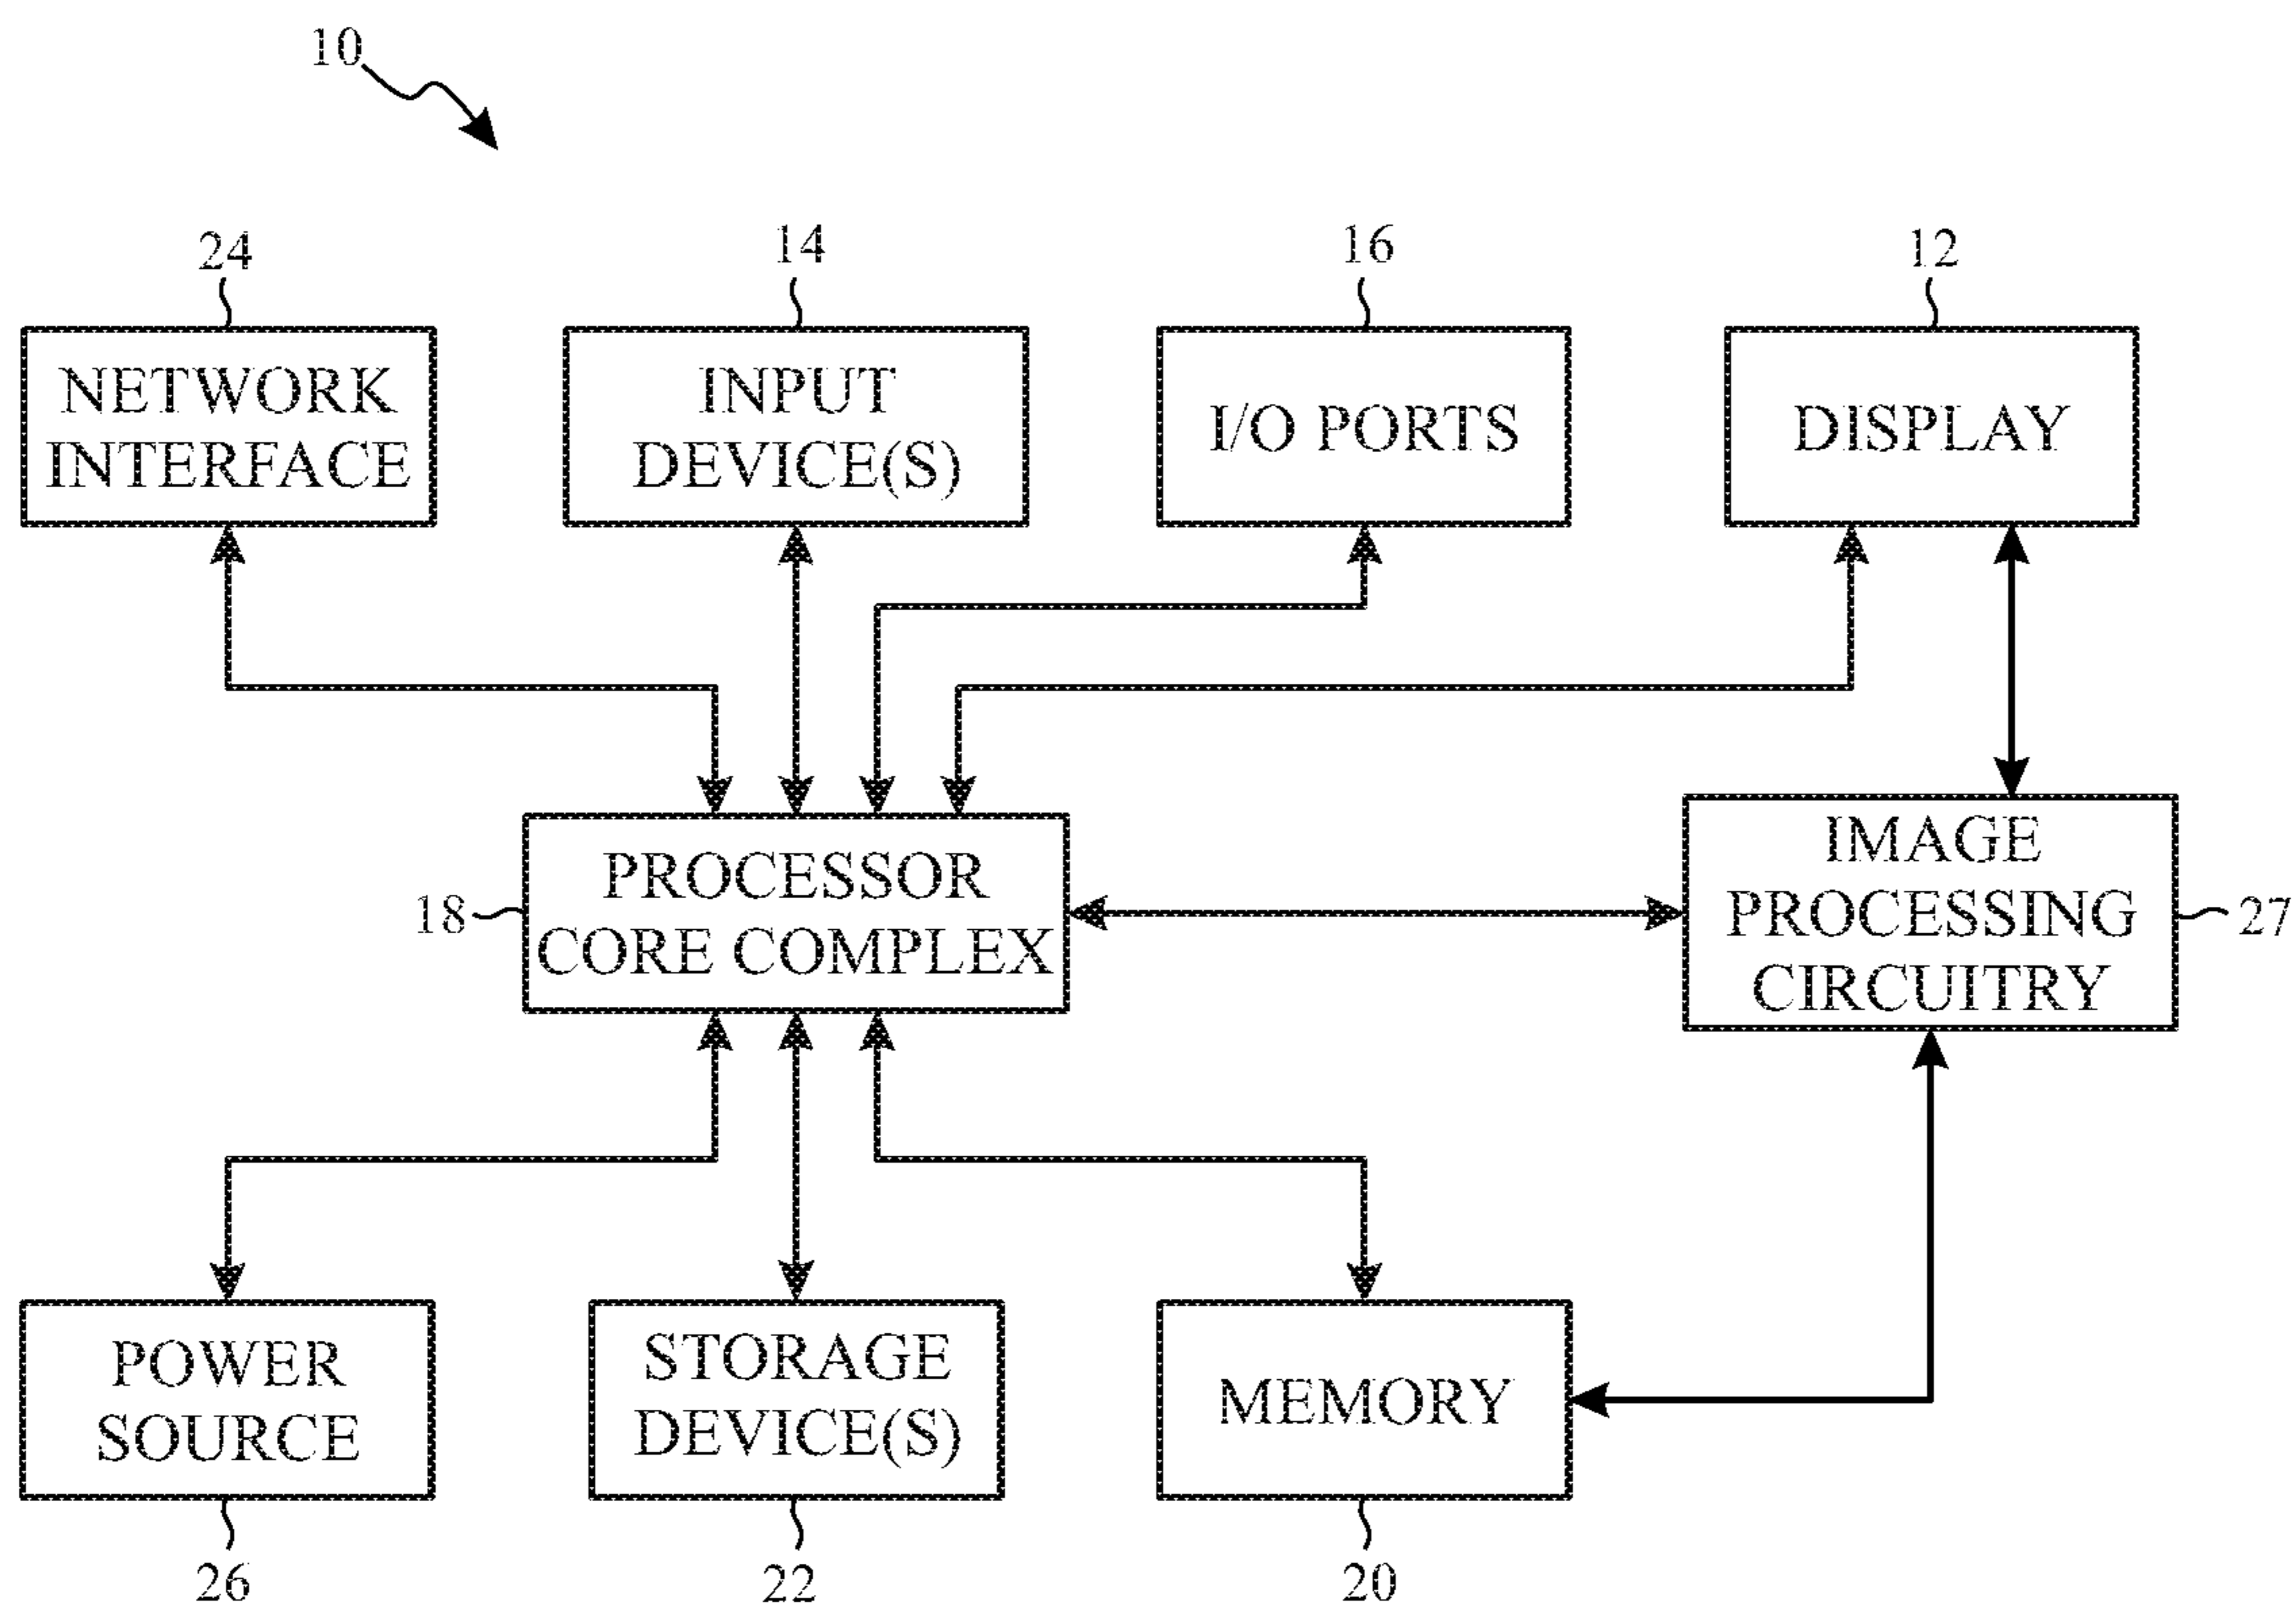 10
24
14
16
12
NETWORK
INTERFACE
INPUT
DEVICE(S)
I/O PORTS
DISPLAY
18
PROCESSOR
CORE COMPLEX
IMAGE
PROCESSING
CIRCUITRY
27
POWER
SOURCE
STORAGE
DEVICE(S)
MEMORY
26
22
20